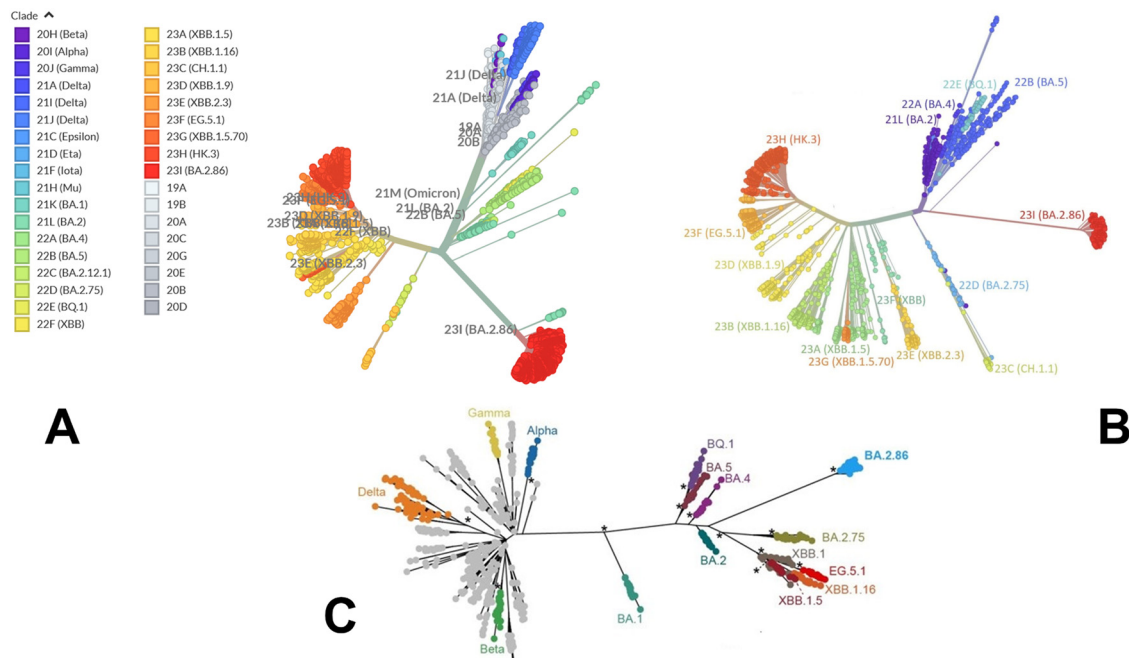 Clade
20H (Beta)
20I (Alpha)
20J (Gamma)
21A (Delta)
21I (Delta)
21J (Delta)
21C (Epsilon)
21D (Eta)
21F (Iota)
21H (Mu)
21K (BA.1)
21L (BA.2)
22A (BA.4)
22B (BA.5)
22C (BA.2.12.1)
22D (BA.2.75)
22E (BQ.1)
22F (XBB)
23A (XBB.1.5)
23B (XBB.1.16)
23C (CH.1.1)
23D (XBB.1.9)
23E (XBB.2.3)
23F (EG.5.1)
23G (XBB.1.5.70)
23H (HK.3)
23I (BA.2.86)
19A
19B
20A
20C
20G
20E
20B
20D
21J (Delta)
21A (Delta)
19A
20A
20B
21M (Omicron)
21L (BA.2)
22B (BA.5)
23D (XBB.1.9)
22F (XBB)
23E (XBB.2.3)
23I (BA.2.86)
A
22E (BQ.1)
22B (BA.5)
22A (BA.4)
21L (BA.2)
23H (HK.3)
23I (BA.2.86)
23F (EG.5.1)
23D (XBB.1.9)
22D (BA.2.75)
23F (XBB)
23B (XBB.1.16)
23A (XBB.1.5)
23G (XBB.1.5.70)
23E (XBB.2.3)
23C (CH.1.1)
B
Gamma
Alpha
BQ.1
BA.5
BA.4
BA.2.86
Delta
BA.2
BA.2.75
XBB.1
EG.5.1
XBB.1.16
XBB.1.5
BA.1
Beta
C